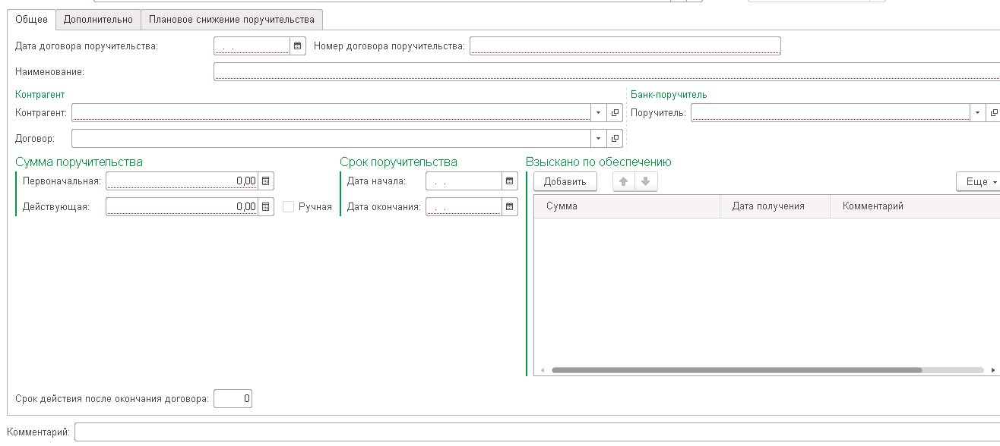 Общее Дополнительно Плановое снижение поручительства
Дата договора поручительства: . . Номер договора поручительства:
Наименование:
Контрагент Банк-поручитель
Контрагент: Поручитель:
Договор:
Сумма поручительства Срок поручительства Взыскано по обеспечению
Первоначальная: 0,00 Дата начала: . . Добавить Еще
Действующая: 0,00 Ручная Дата окончания: . . Сумма Дата получения Комментарий
Срок действия после окончания договора: 0
Комментарий: